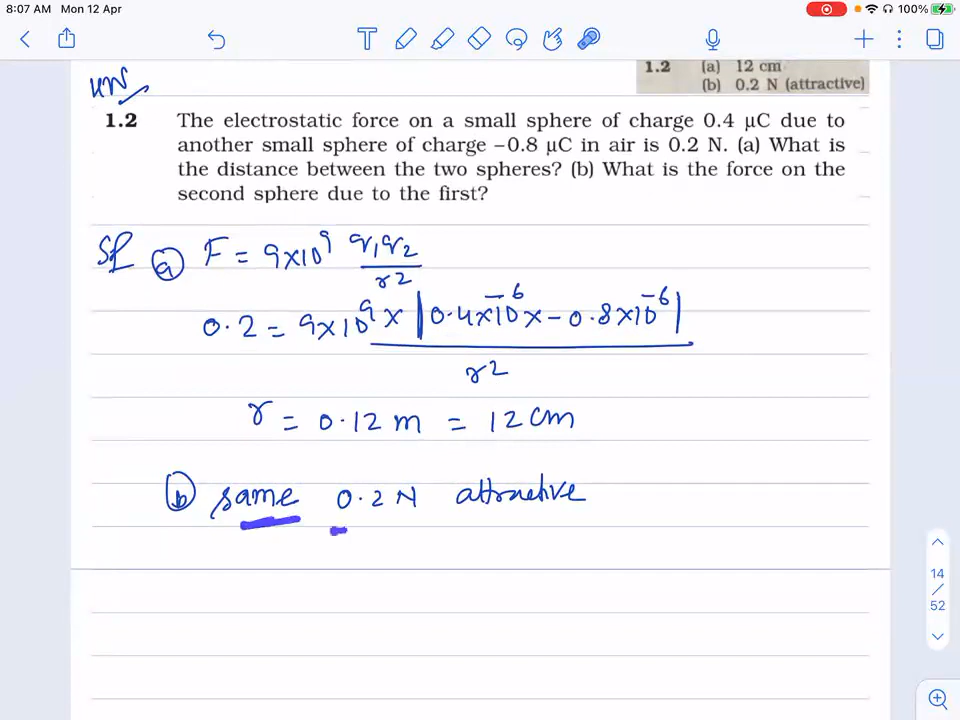 8:07 AM Mon 12 Apr
100%
T
HW
1.2 (a) 12 cm
(b) 0.2 N (attractive)
1.2 The electrostatic force on a small sphere of charge 0.4 μC due to
another small sphere of charge −0.8 μC in air is 0.2 N. (a) What is
the distance between the two spheres? (b) What is the force on the
second sphere due to the first?
Sol (a) F = 9×10⁹ q₁q₂ / r²
0.2 = 9×10⁹ × |0.4×10⁻⁶ × −0.8×10⁻⁶| / r²
r = 0.12 m = 12 cm
(b) same 0.2 N attractive
14
/
52